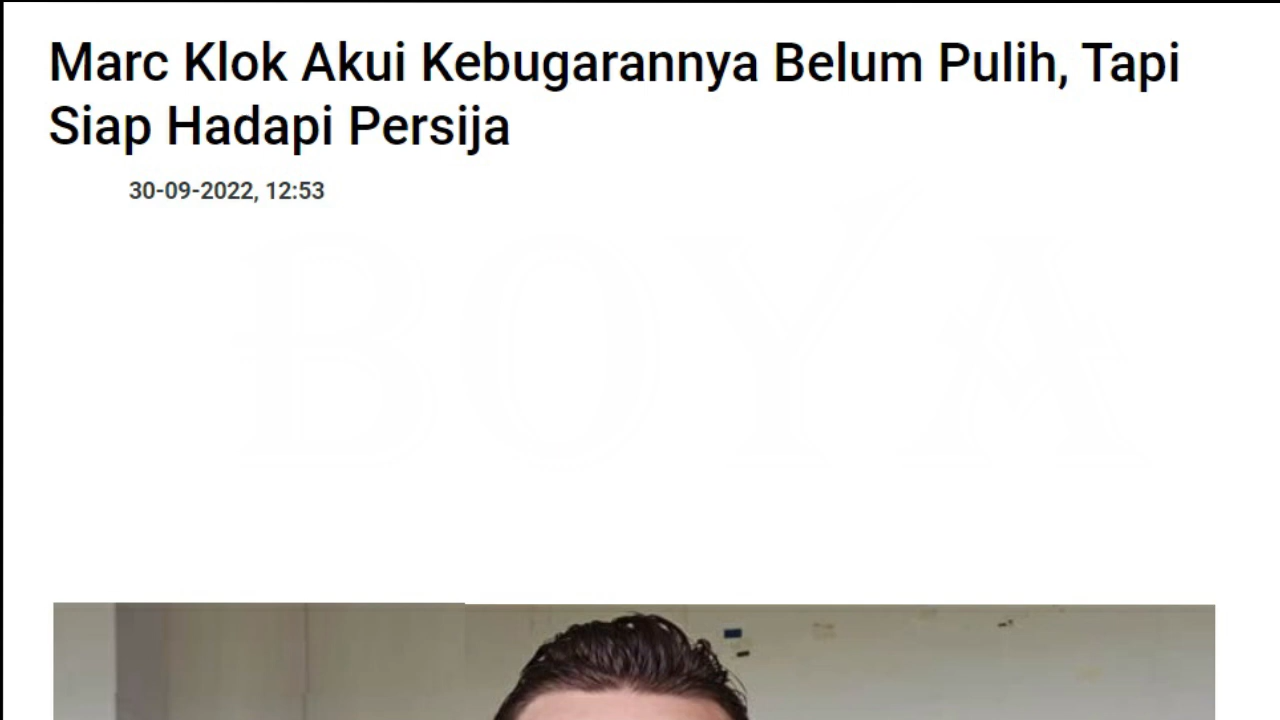 Marc Klok Akui Kebugarannya Belum Pulih, Tapi
Siap Hadapi Persija
30-09-2022, 12:53
BOYA